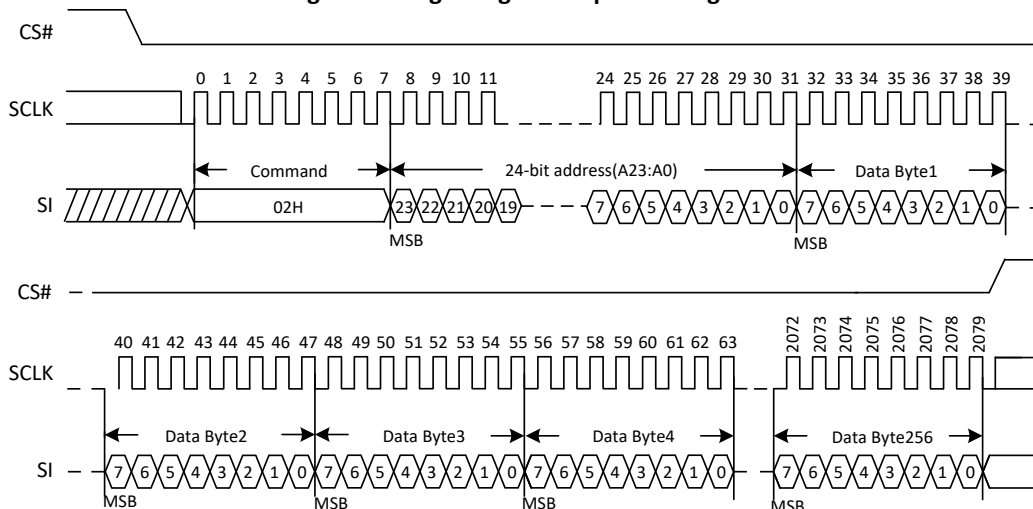 CS#
0 1 2 3 4 5 6 7 8 9 10 11 24 25 26 27 28 29 30 31 32 33 34 35 36 37 38 39
SCLK
Command 24-bit address(A23:A0) Data Byte1
SI 02H 23 22 21 20 19 7 6 5 4 3 2 1 0 7 6 5 4 3 2 1 0
MSB MSB
CS#
40 41 42 43 44 45 46 47 48 49 50 51 52 53 54 55 56 57 58 59 60 61 62 63 2072 2073 2074 2075 2076 2077 2078 2079
SCLK
Data Byte2 Data Byte3 Data Byte4 Data Byte256
SI 7 6 5 4 3 2 1 0 7 6 5 4 3 2 1 0 7 6 5 4 3 2 1 0 7 6 5 4 3 2 1 0
MSB MSB MSB MSB